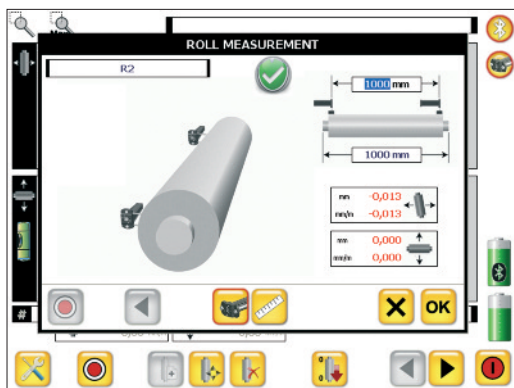 ROLL MEASUREMENT
R2
1000 mm
1000 mm
mm -0,013
mm/m -0,013
mm 0,000
mm/m 0,000
OK
#